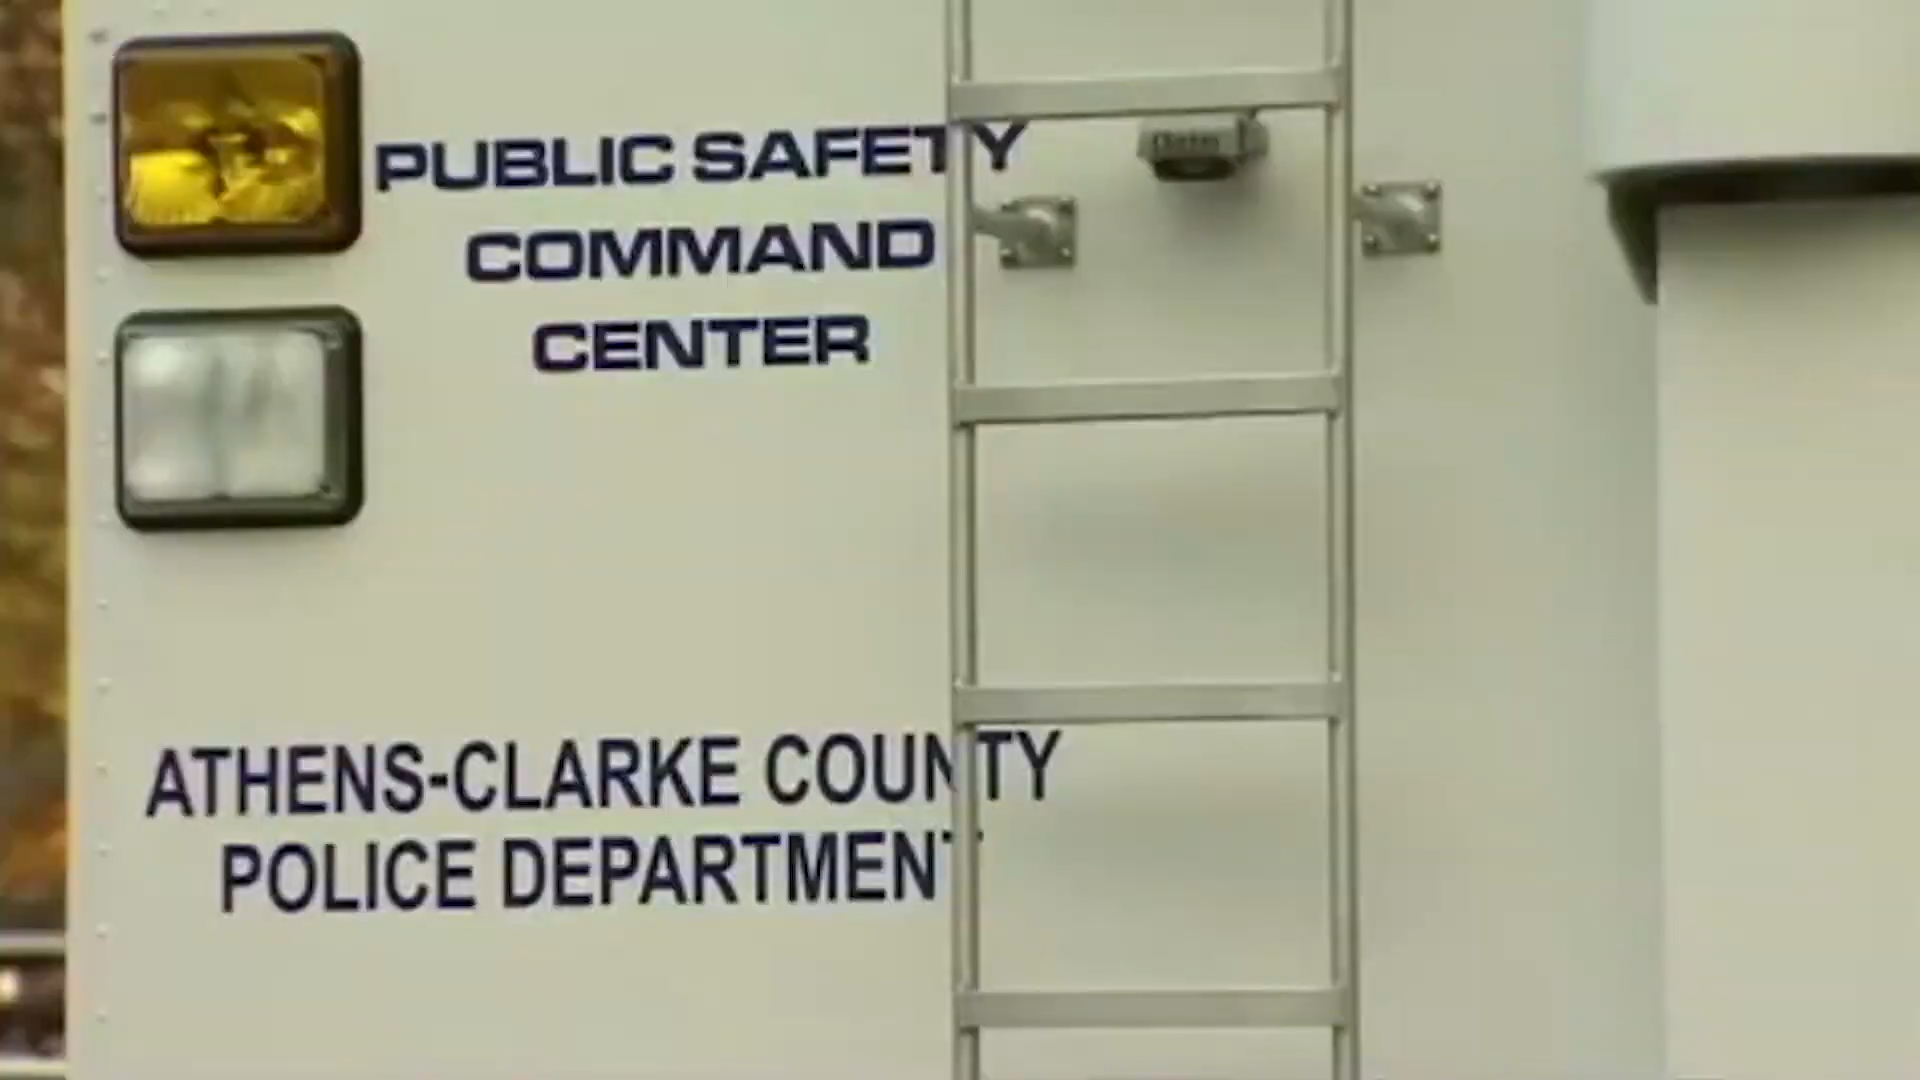 PUBLIC SAFETY
COMMAND
CENTER
ATHENS-CLARKE COUNTY
POLICE DEPARTMENT